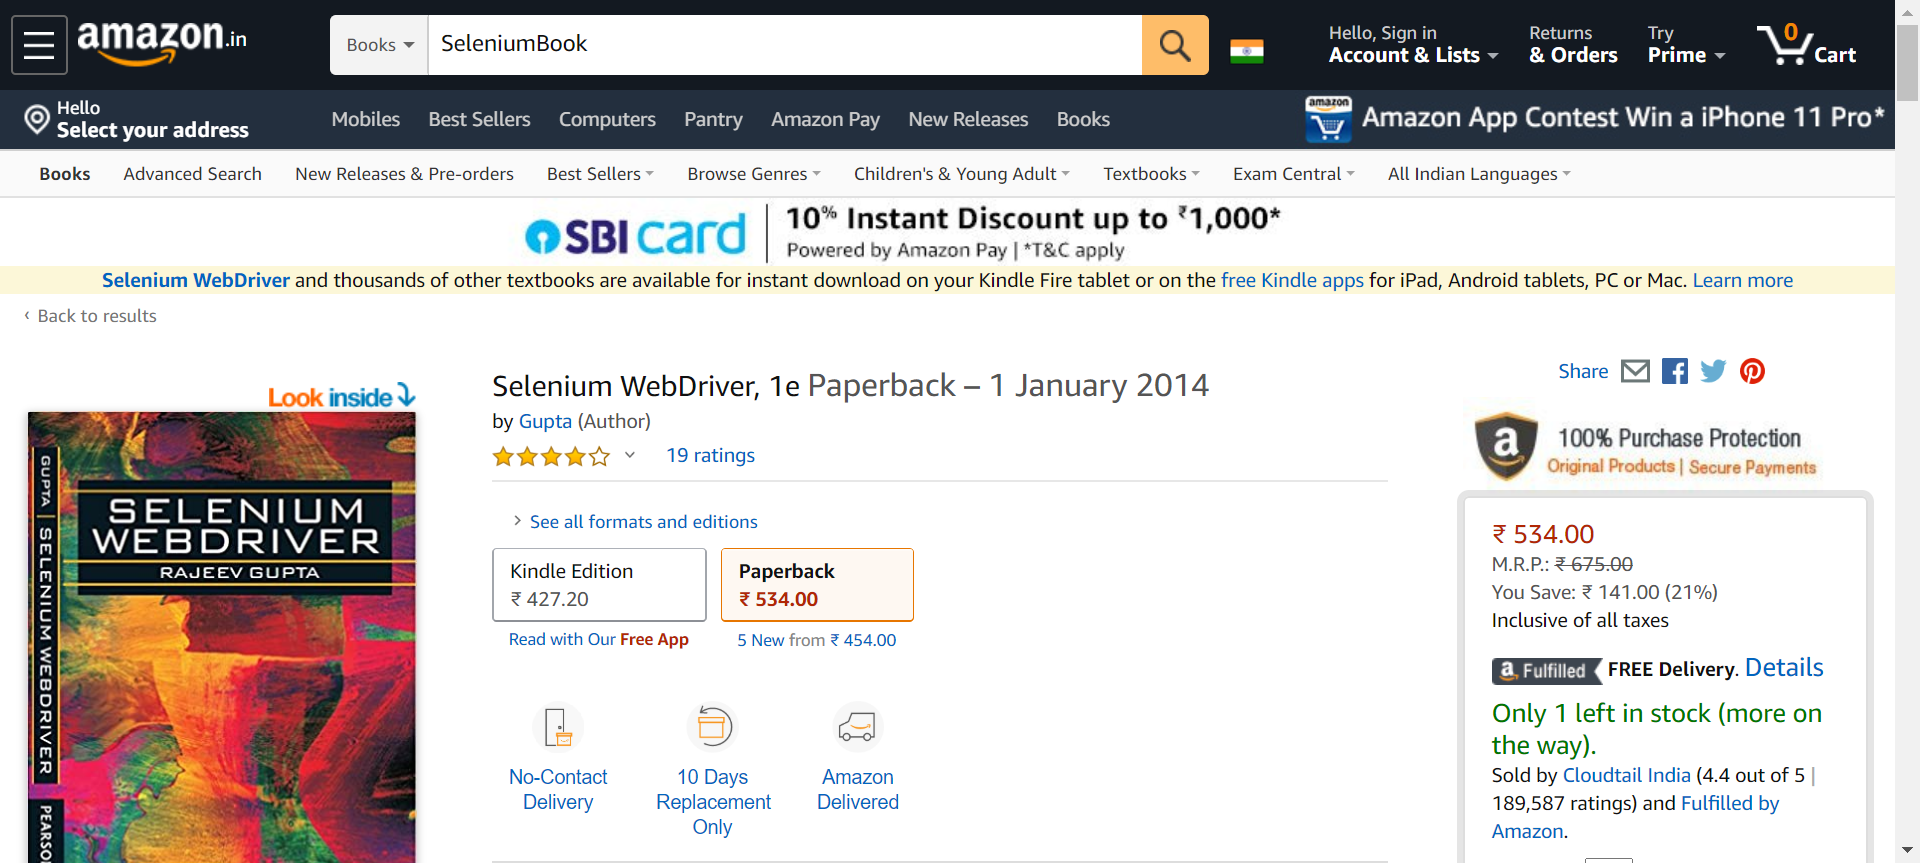 amazon.in
Books
SeleniumBook
Hello, Sign in
Account & Lists
Returns
& Orders
Try
Prime
0
Cart
Hello
Select your address
Mobiles
Best Sellers
Computers
Pantry
Amazon Pay
New Releases
Books
amazon
Amazon App Contest Win a iPhone 11 Pro*
Books
Advanced Search
New Releases & Pre-orders
Best Sellers
Browse Genres
Children's & Young Adult
Textbooks
Exam Central
All Indian Languages
SBI card
10% Instant Discount up to ₹1,000*
Powered by Amazon Pay | *T&C apply
Selenium WebDriver and thousands of other textbooks are available for instant download on your Kindle Fire tablet or on the free Kindle apps for iPad, Android tablets, PC or Mac. Learn more
‹ Back to results
Look inside
GUPTA
SELENIUM WEBDRIVER
PEARSO
SELENIUM
WEBDRIVER
RAJEEV GUPTA
Selenium WebDriver, 1e Paperback – 1 January 2014
by Gupta (Author)
19 ratings
See all formats and editions
Kindle Edition
₹ 427.20
Read with Our Free App
Paperback
₹ 534.00
5 New from ₹ 454.00
No-Contact
Delivery
10 Days
Replacement
Only
Amazon
Delivered
Share
a
100% Purchase Protection
Original Products | Secure Payments
₹ 534.00
M.R.P.: ₹ 675.00
You Save: ₹ 141.00 (21%)
Inclusive of all taxes
a Fulfilled FREE Delivery. Details
Only 1 left in stock (more on
the way).
Sold by Cloudtail India (4.4 out of 5 |
189,587 ratings) and Fulfilled by
Amazon.